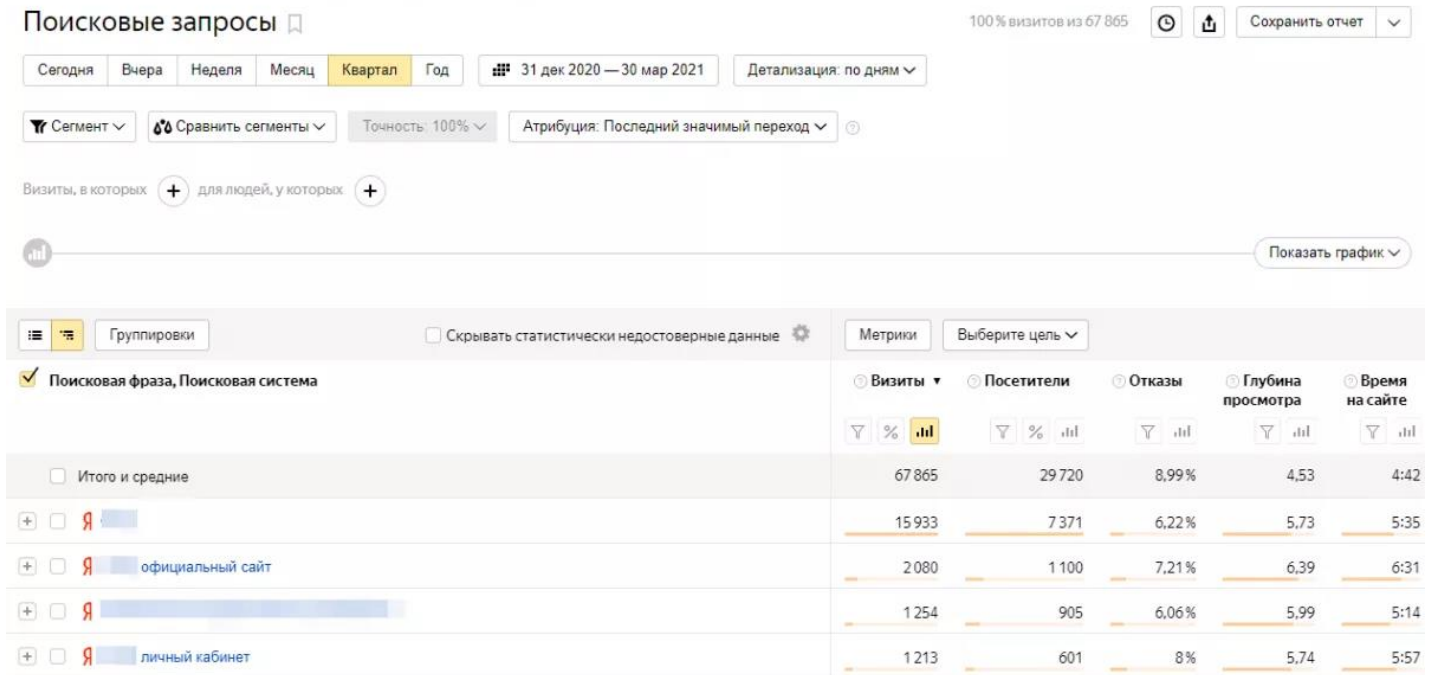 Поисковые запросы
100 % визитов из 67 865
Сохранить отчет
Сегодня Вчера Неделя Месяц Квартал Год 31 дек 2020 — 30 мар 2021 Детализация: по дням
Сегмент Сравнить сегменты Точность: 100% Атрибуция: Последний значимый переход ?
Визиты, в которых + для людей, у которых +
Показать график
Группировки Скрывать статистически недостоверные данные Метрики Выберите цель
Поисковая фраза, Поисковая система ? Визиты ▼ ? Посетители ? Отказы ? Глубина просмотра ? Время на сайте
% %
Итого и средние 67 865 29 720 8,99% 4,53 4:42
+ Я 15 933 7 371 6,22% 5,73 5:35
+ Я официальный сайт 2 080 1 100 7,21% 6,39 6:31
+ Я 1 254 905 6,06% 5,99 5:14
+ Я личный кабинет 1 213 601 8% 5,74 5:57